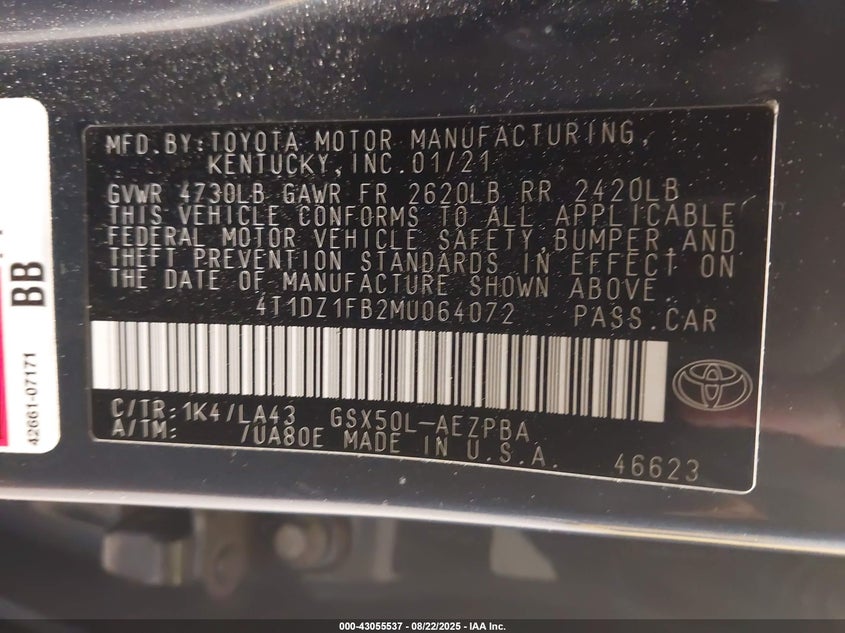 MFD. BY: TOYOTA MOTOR MANUFACTURING,
KENTUCKY, INC. 01/21
GVWR 4730LB GAWR FR 2620LB RR 2420LB
THIS VEHICLE CONFORMS TO ALL APPLICABLE
FEDERAL MOTOR VEHICLE SAFETY, BUMPER, AND
THEFT PREVENTION STANDARDS IN EFFECT ON
THE DATE OF MANUFACTURE SHOWN ABOVE.
4T1DZ1FB2MU064072 PASS. CAR
C/TR: 1K4/LA43 GSX50L-AEZPBA
A/TM: /UA80E MADE IN U.S.A. 46623
BB
42661-07171
000-43055537 - 08/22/2025 - IAA Inc.